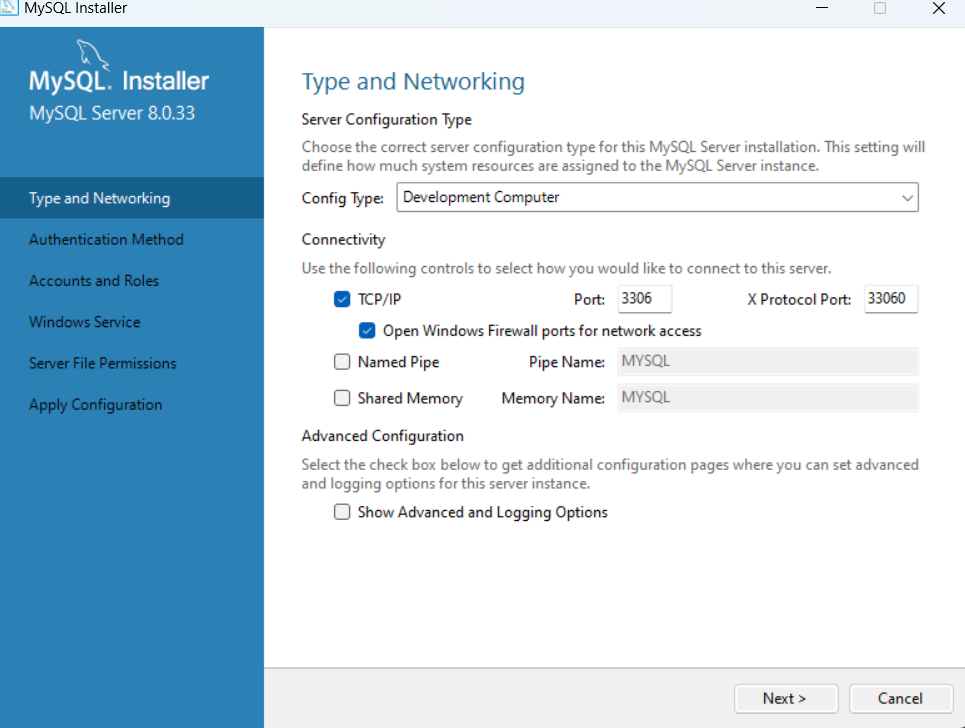 MySQL Installer
MySQL. Installer
MySQL Server 8.0.33
Type and Networking
Authentication Method
Accounts and Roles
Windows Service
Server File Permissions
Apply Configuration
Type and Networking
Server Configuration Type
Choose the correct server configuration type for this MySQL Server installation. This setting will
define how much system resources are assigned to the MySQL Server instance.
Config Type: Development Computer
Connectivity
Use the following controls to select how you would like to connect to this server.
TCP/IP Port: 3306 X Protocol Port: 33060
Open Windows Firewall ports for network access
Named Pipe Pipe Name: MYSQL
Shared Memory Memory Name: MYSQL
Advanced Configuration
Select the check box below to get additional configuration pages where you can set advanced
and logging options for this server instance.
Show Advanced and Logging Options
Next > Cancel